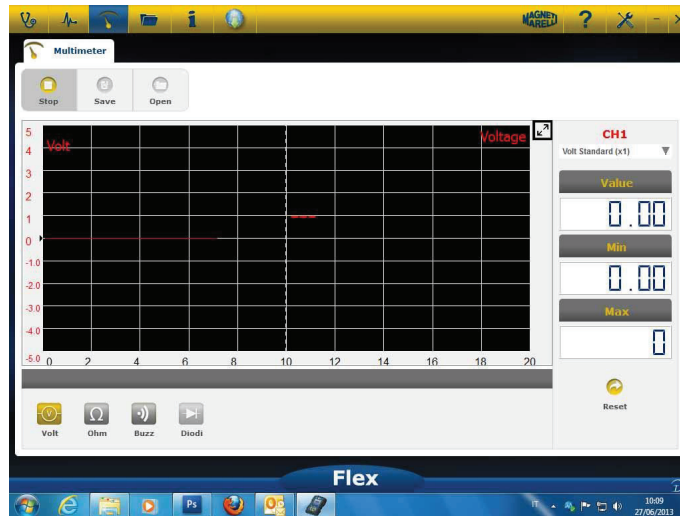 MAGNETI
MARELLI
?
Multimeter
Stop Save Open
Volt
Voltage
5
4
3
2
1
0
-1.0
-2.0
-3.0
-4.0
-5.0
0 2 4 6 8 10 12 14 16 18 20
CH1
Volt Standard (x1)
Value
0.00
Min
0.00
Max
0
Reset
Volt Ohm Buzz Diodi
Flex
Ps
IT
10:09
27/06/2013